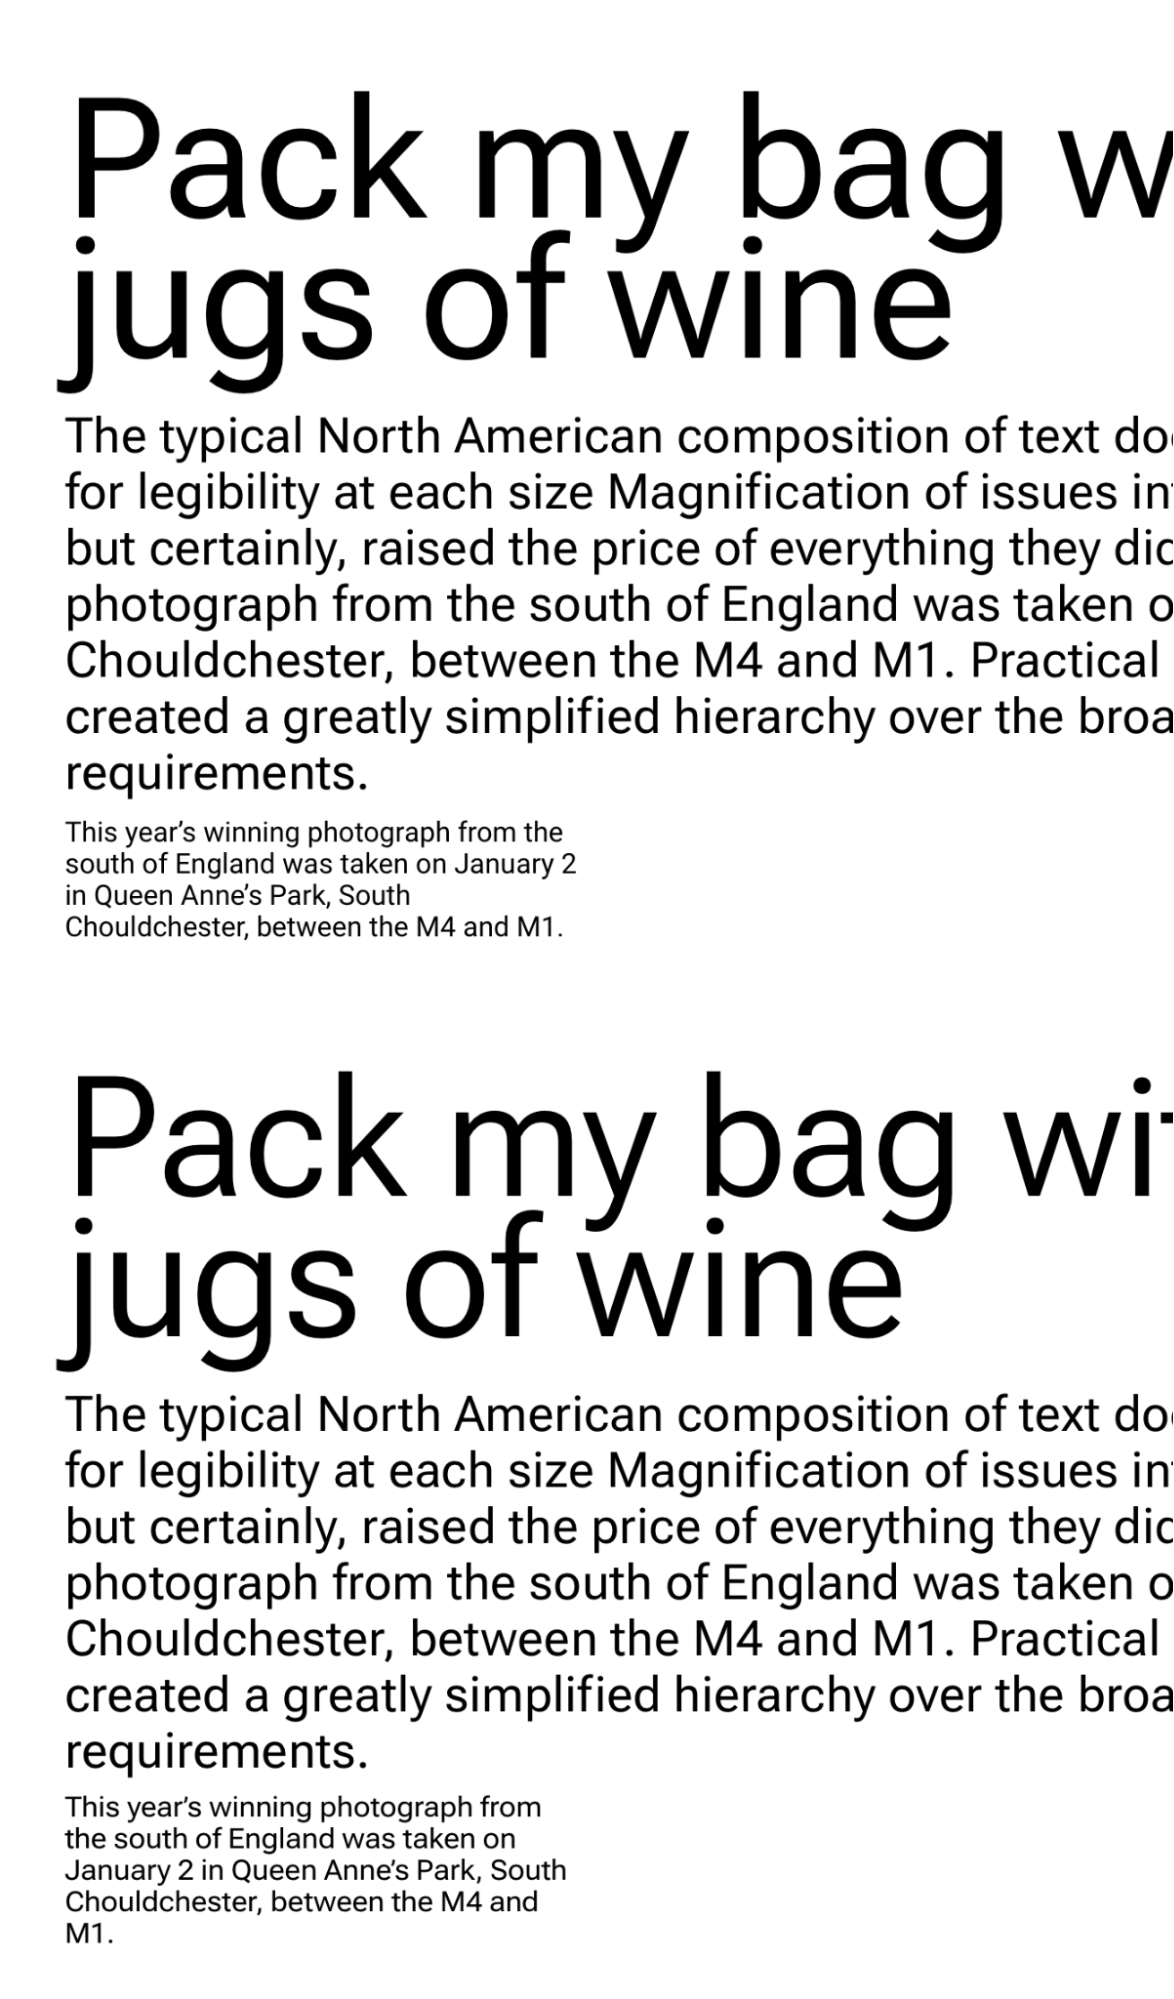 Pack my bag w
jugs of wine
The typical North American composition of text do
for legibility at each size Magnification of issues in
but certainly, raised the price of everything they did
photograph from the south of England was taken o
Chouldchester, between the M4 and M1. Practical
created a greatly simplified hierarchy over the broa
requirements.
This year’s winning photograph from the
south of England was taken on January 2
in Queen Anne’s Park, South
Chouldchester, between the M4 and M1.
Pack my bag wit
jugs of wine
The typical North American composition of text do
for legibility at each size Magnification of issues in
but certainly, raised the price of everything they did
photograph from the south of England was taken o
Chouldchester, between the M4 and M1. Practical
created a greatly simplified hierarchy over the broa
requirements.
This year’s winning photograph from
the south of England was taken on
January 2 in Queen Anne’s Park, South
Chouldchester, between the M4 and
M1.